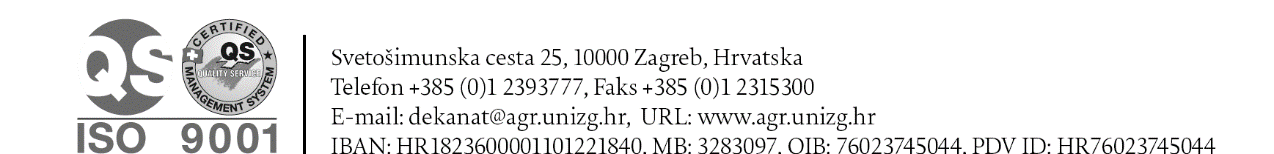 QS
CERTIFIED
QS
QUALITY SERVICE
MANAGEMENT SYSTEM
ISO 9001
Svetošimunska cesta 25, 10000 Zagreb, Hrvatska
Telefon +385 (0)1 2393777, Faks +385 (0)1 2315300
E-mail: dekanat@agr.unizg.hr, URL: www.agr.unizg.hr
IBAN: HR1823600001101221840, MB: 3283097, OIB: 76023745044, PDV ID: HR76023745044